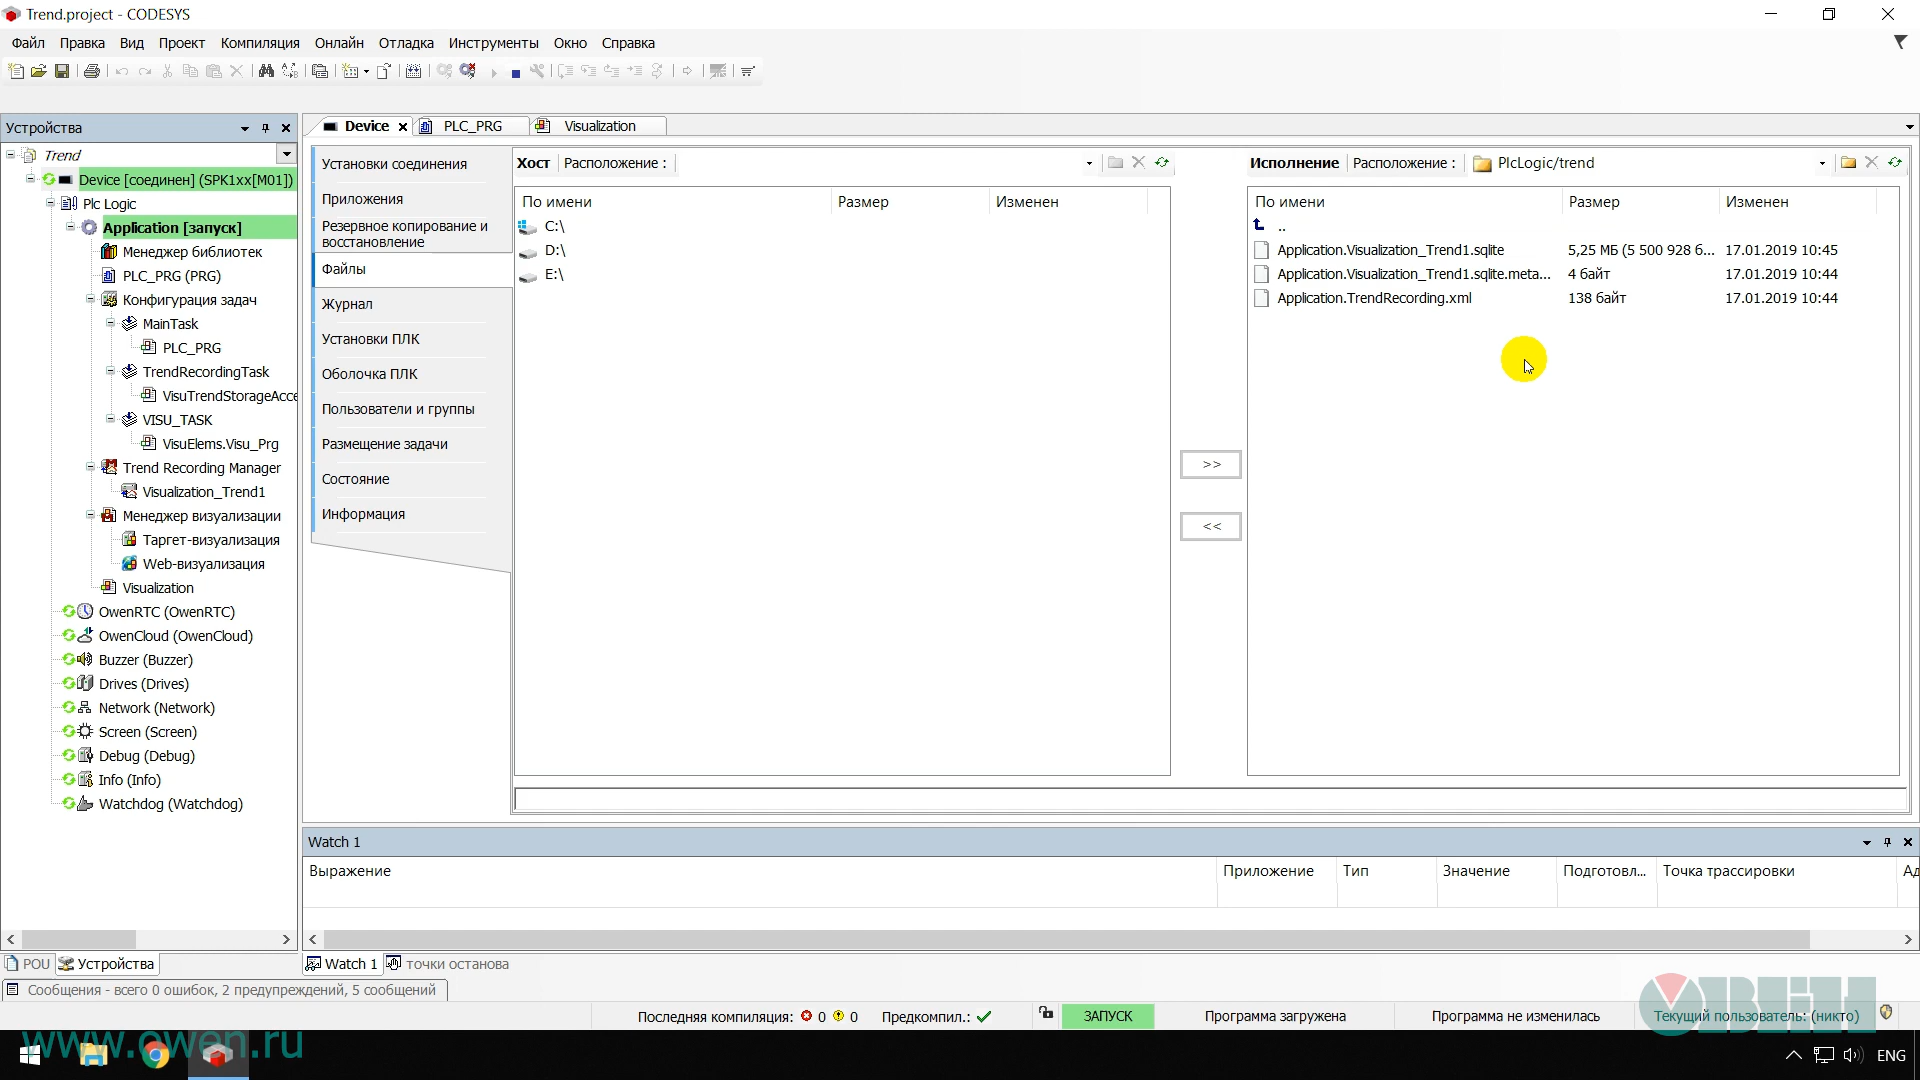 Trend.project - CODESYS
Файл Правка Вид Проект Компиляция Онлайн Отладка Инструменты Окно Справка
Устройства
Device PLC_PRG Visualization
Trend
Device [соединен] (SPK1xx[M01])
Plc Logic
Application [запуск]
Менеджер библиотек
PLC_PRG (PRG)
Конфигурация задач
MainTask
PLC_PRG
TrendRecordingTask
VisuTrendStorageAcce
VISU_TASK
VisuElems.Visu_Prg
Trend Recording Manager
Visualization_Trend1
Менеджер визуализации
Таргет-визуализация
Web-визуализация
Visualization
OwenRTC (OwenRTC)
OwenCloud (OwenCloud)
Buzzer (Buzzer)
Drives (Drives)
Network (Network)
Screen (Screen)
Debug (Debug)
Info (Info)
Watchdog (Watchdog)
POU Устройства
Установки соединения
Приложения
Резервное копирование и
восстановление
Файлы
Журнал
Установки ПЛК
Оболочка ПЛК
Пользователи и группы
Размещение задачи
Состояние
Информация
Хост Расположение :
По имени Размер Изменен
C:\
D:\
E:\
>>
<<
Исполнение Расположение : PlcLogic/trend
По имени Размер Изменен
..
Application.Visualization_Trend1.sqlite 5,25 МБ (5 500 928 б... 17.01.2019 10:45
Application.Visualization_Trend1.sqlite.meta... 4 байт 17.01.2019 10:44
Application.TrendRecording.xml 138 байт 17.01.2019 10:44
Watch 1
Выражение Приложение Тип Значение Подготовл... Точка трассировки Ад
Watch 1 точки останова
Сообщения - всего 0 ошибок, 2 предупреждений, 5 сообщений
Последняя компиляция: 0 0 Предкомпил.: ЗАПУСК Программа загружена Программа не изменилась Текущий пользователь: (никто)
ОВЕН
www.owen.ru
ENG